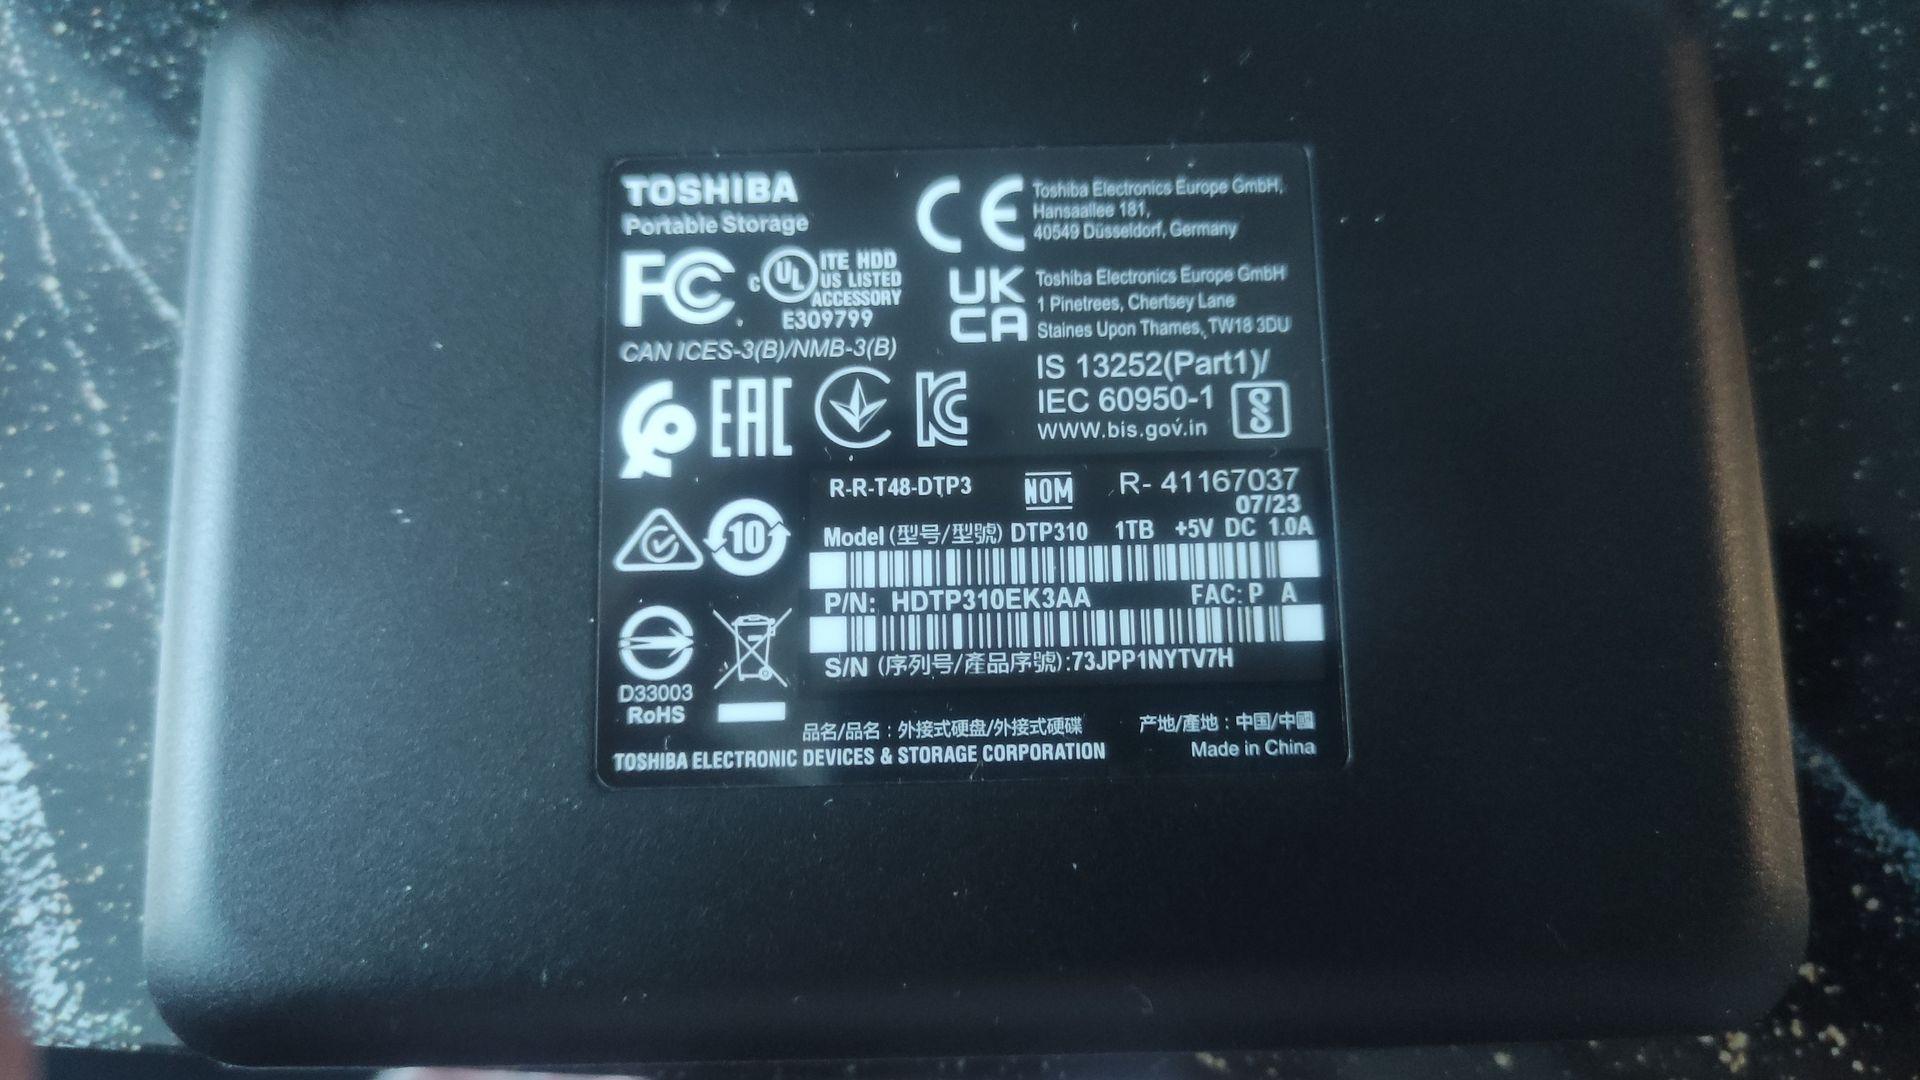 TOSHIBA
Portable Storage
FC
c UL ITE HDD
US LISTED
ACCESSORY
E309799
CAN ICES-3(B)/NMB-3(B)
CE
Toshiba Electronics Europe GmbH,
Hansaallee 181,
40549 Düsseldorf, Germany
UK
CA
Toshiba Electronics Europe GmbH
1 Pinetrees, Chertsey Lane
Staines Upon Thames, TW18 3DU
IS 13252(Part1)/
IEC 60950-1
www.bis.gov.in
EAC
KC
R-R-T48-DTP3 NOM R- 41167037
07/23
Model (型号/型號) DTP310 1TB +5V DC 1.0A
P/N: HDTP310EK3AA FAC: P A
S/N (序列号/產品序號):73JPP1NYTV7H
10
D33003
RoHS
品名/品名：外接式硬盘/外接式硬碟 产地/產地：中国/中國
TOSHIBA ELECTRONIC DEVICES & STORAGE CORPORATION Made in China